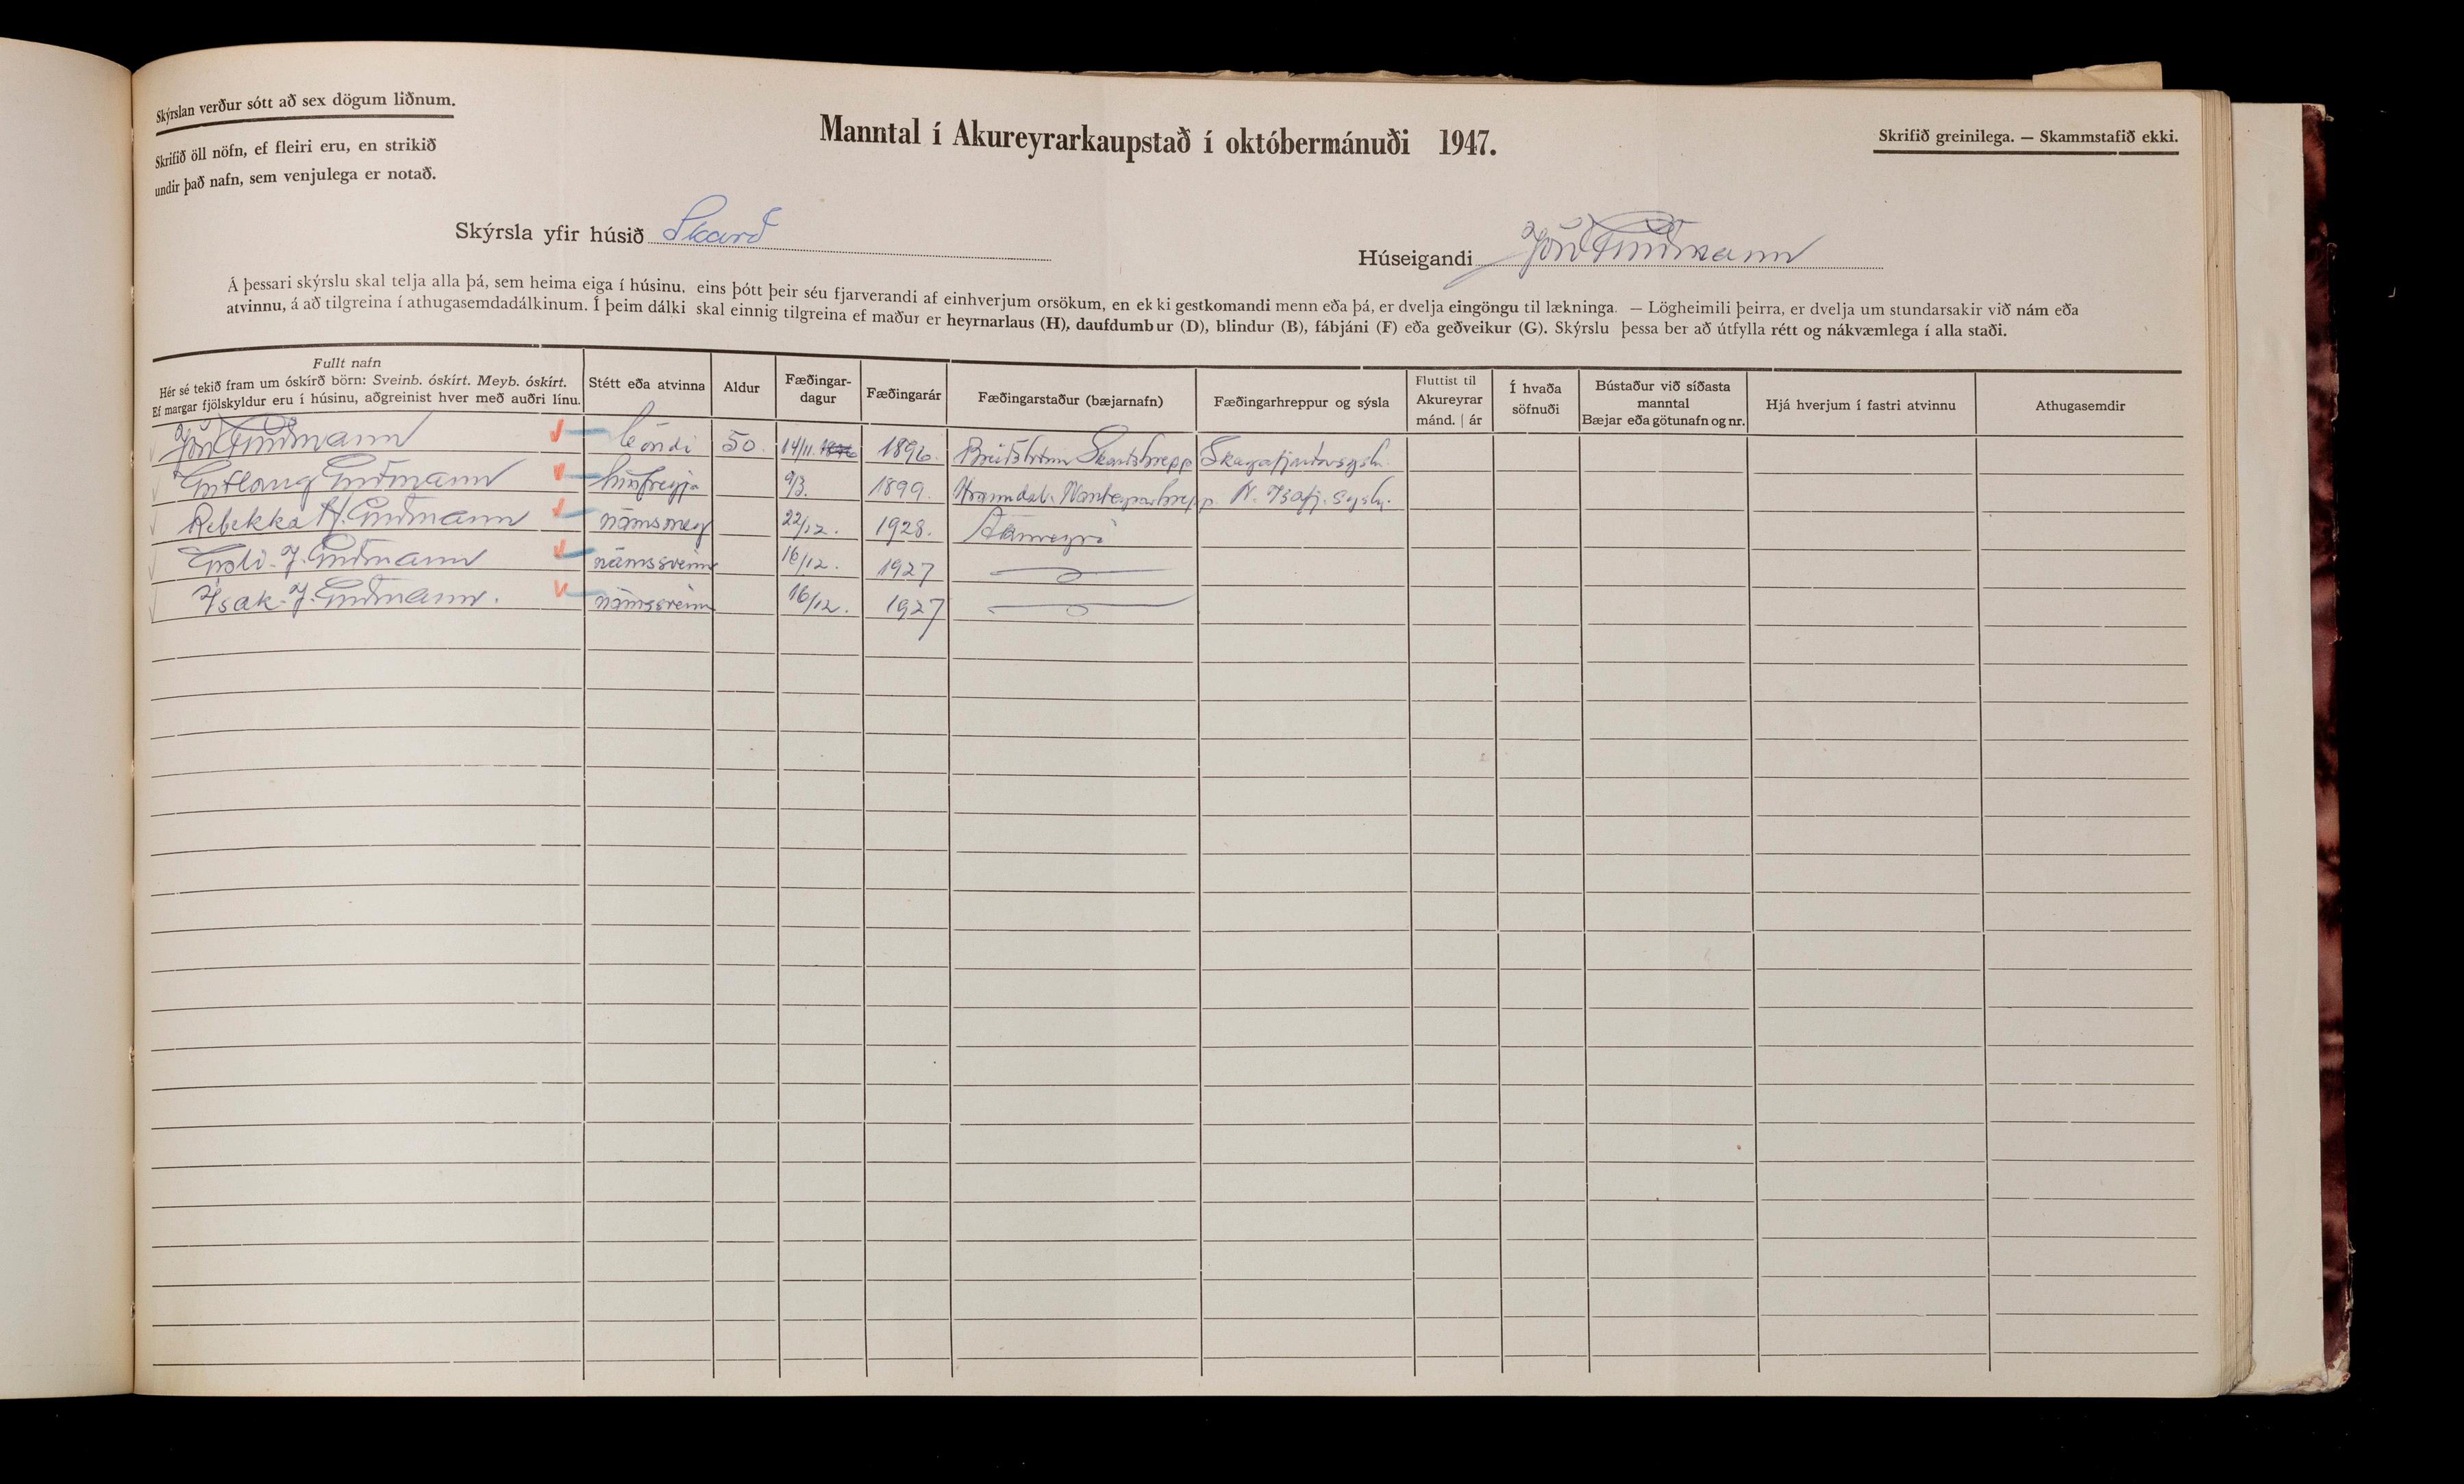 Skýrslan verður sótt að sex dögum liðnum.
Skrifið öll nöfn, ef fleiri eru, en strikið
undir það nafn, sem venjulega er notað.
Manntal í Akureyrarkaupstað í októbermánuði 1947.
Skrifið greinilega. — Skammstafið ekki.
Skýrsla yfir húsið Skarð
Húseigandi Jón Guðmann
Á þessari skýrslu skal telja alla þá, sem heima eiga í húsinu, eins þótt þeir séu fjarverandi af einhverjum orsökum, en ekki gestkomandi menn eða þá, er dvelja eingöngu til lækninga. — Lögheimili þeirra, er dvelja um stundarsakir við nám eða
atvinnu, á að tilgreina í athugasemdadálkinum. Í þeim dálki skal einnig tilgreina ef maður er heyrnarlaus (H), daufdumbur (D), blindur (B), fábjáni (F) eða geðveikur (G). Skýrslu þessa ber að útfylla rétt og nákvæmlega í alla staði.
Fullt nafn
Hér sé tekið fram um óskírð börn: Sveinb. óskírt. Meyb. óskírt.
Ef margar fjölskyldur eru í húsinu, aðgreinist hver með auðri línu.
Stétt eða atvinna
Aldur
Fæðingar-
dagur
Fæðingarár
Fæðingarstaður (bæjarnafn)
Fæðingarhreppur og sýsla
Fluttist til
Akureyrar
mánd. | ár
Í hvaða
söfnuði
Bústaður við síðasta
manntal
Bæjar eða götunafn og nr.
Hjá hverjum í fastri atvinnu
Athugasemdir
Jón Guðmann bóndi 50. 14/11. 1896. Skarðshrepp Skagafjarðarsýslu.
Guðlaug Guðmann húsfreyja 9/3. 1899. N. Ísafj. sýslu.
Rebekka H. Guðmann námsmey 22/12. 1928. Akureyri
Gísli J. Guðmann námssveinn 16/12. 1927
Ísak J. Guðmann. námssveinn 16/12. 1927